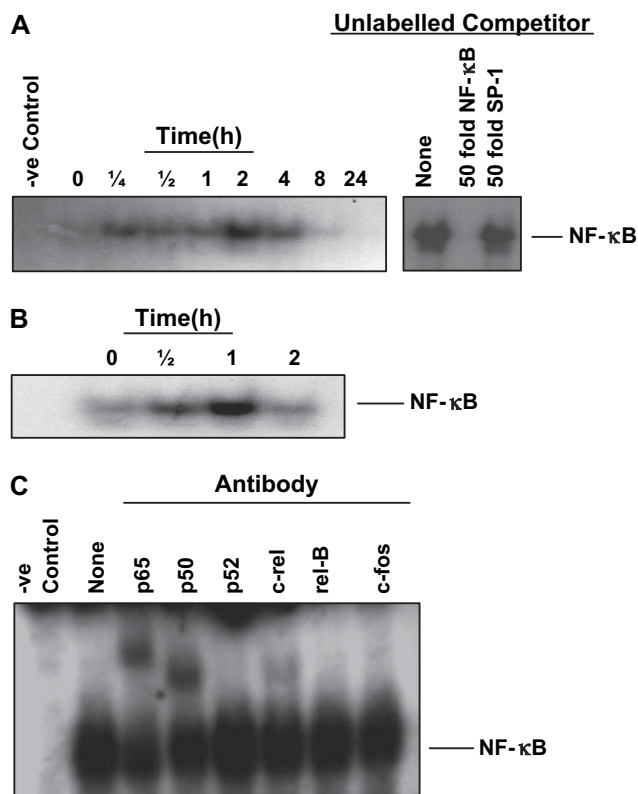 A
Unlabelled Competitor
-ve Control
Time(h)
0 ¼ ½ 1 2 4 8 24
None
50 fold NF-κB
50 fold SP-1
NF-κB
B
Time(h)
0 ½ 1 2
NF-κB
C
Antibody
-ve
Control
None
p65
p50
p52
c-rel
rel-B
c-fos
NF-κB